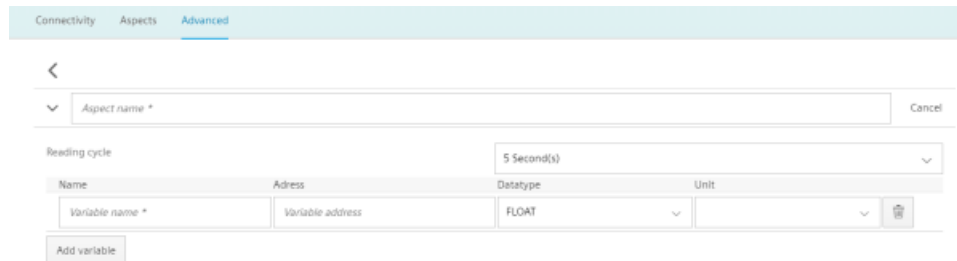 Connectivity Aspects Advanced
Aspect name *
Cancel
Reading cycle
5 Second(s)
Name Adress Datatype Unit
Variable name * Variable address FLOAT
Add variable